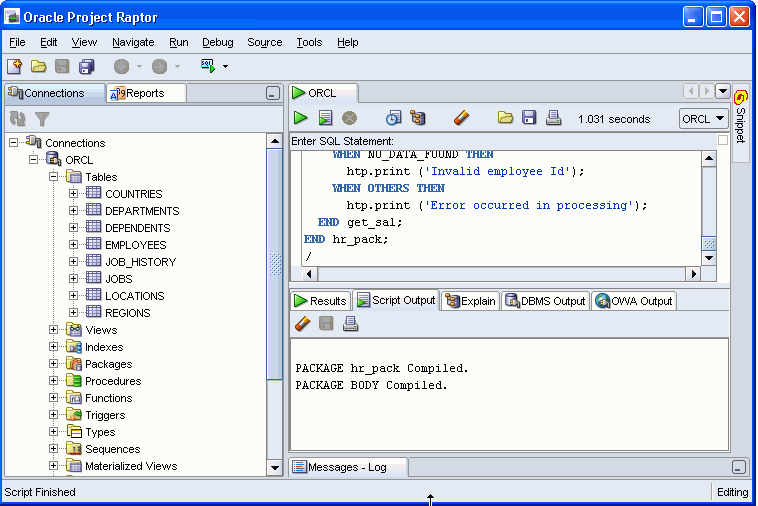 Oracle Project Raptor
File Edit View Navigate Run Debug Source Tools Help
Connections
Reports
Connections
ORCL
Tables
COUNTRIES
DEPARTMENTS
DEPENDENTS
EMPLOYEES
JOB_HISTORY
JOBS
LOCATIONS
REGIONS
Views
Indexes
Packages
Procedures
Functions
Triggers
Types
Sequences
Materialized Views
ORCL
1.031 seconds
ORCL
Snippet
Enter SQL Statement:
WHEN NO_DATA_FOUND THEN
htp.print ('Invalid employee Id');
WHEN OTHERS THEN
htp.print ('Error occurred in processing');
END get_sal;
END hr_pack;
/
Results
Script Output
Explain
DBMS Output
OWA Output
PACKAGE hr_pack Compiled.
PACKAGE BODY Compiled.
Messages - Log
Script Finished
Editing